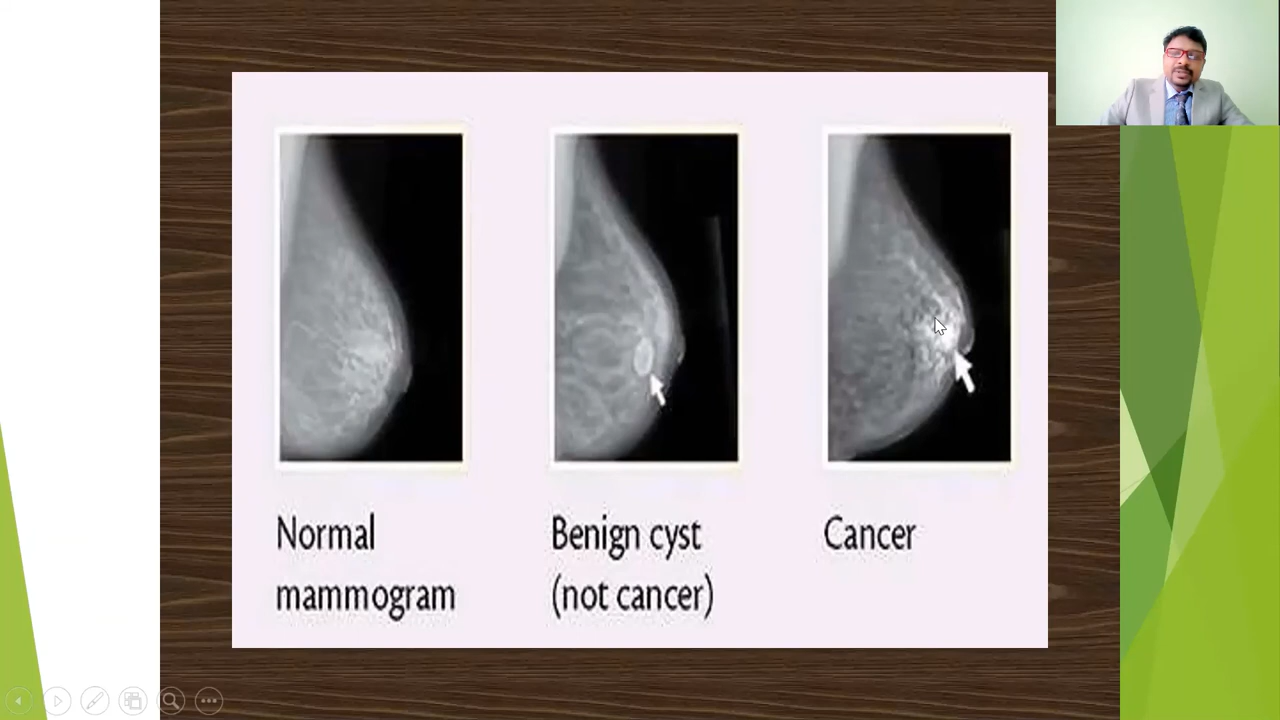 Normal
mammogram
Benign cyst
(not cancer)
Cancer